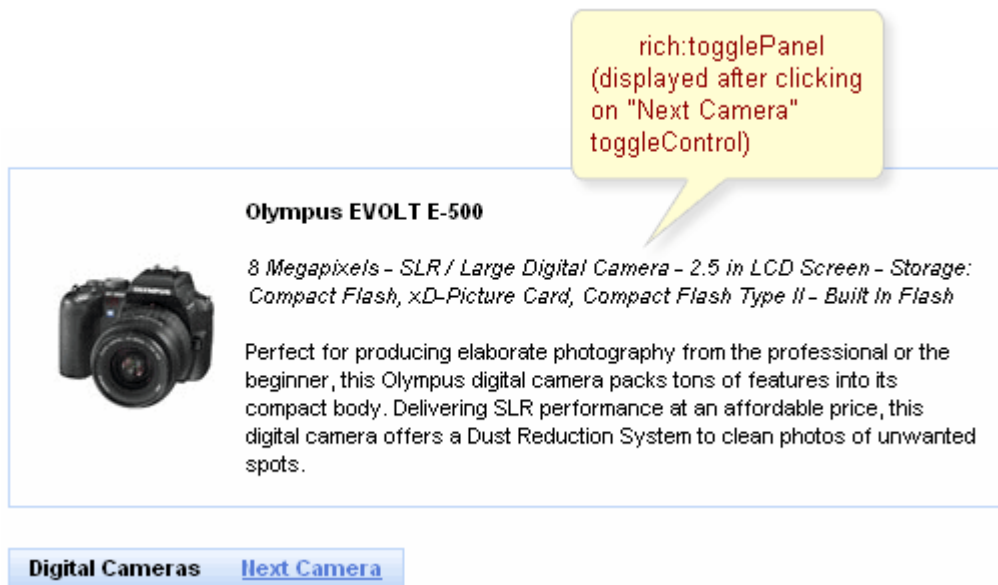 rich:togglePanel
(displayed after clicking
on "Next Camera"
toggleControl)
Olympus EVOLT E-500
8 Megapixels - SLR / Large Digital Camera - 2.5 in LCD Screen - Storage:
Compact Flash, xD-Picture Card, Compact Flash Type II - Built In Flash
OLYMPUS
Perfect for producing elaborate photography from the professional or the
beginner, this Olympus digital camera packs tons of features into its
compact body. Delivering SLR performance at an affordable price, this
digital camera offers a Dust Reduction System to clean photos of unwanted
spots.
Digital Cameras Next Camera